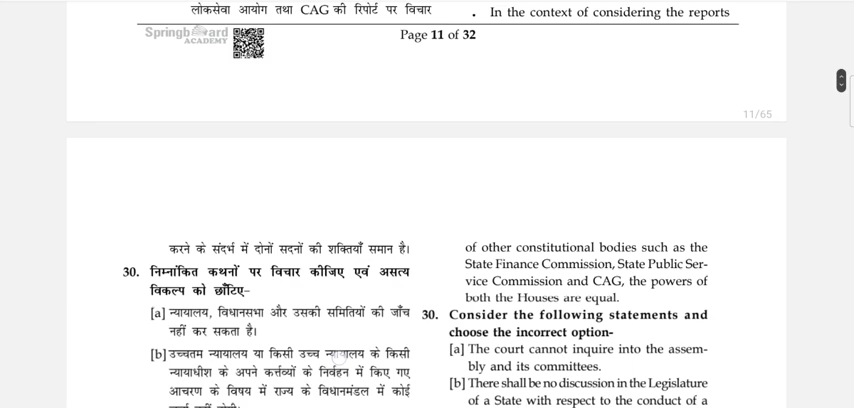 लोकसेवा आयोग तथा CAG की रिपोर्ट पर विचार
. In the context of considering the reports
Springb ard
ACADEMY
Page 11 of 32
11/65
करने के संदर्भ में दोनों सदनों की शक्तियाँ समान है।
30. निम्नांकित कथनों पर विचार कीजिए एवं असत्य
विकल्प को छाँटिए-
[a] न्यायालय, विधानसभा और उसकी समितियों की जाँच
नहीं कर सकता है।
[b] उच्चतम न्यायालय या किसी उच्च न्यायालय के किसी
न्यायाधीश के अपने कर्त्तव्यों के निर्वहन में किए गए
आचरण के विषय में राज्य के विधानमंडल में कोई
of other constitutional bodies such as the
State Finance Commission, State Public Ser-
vice Commission and CAG, the powers of
both the Houses are equal.
30. Consider the following statements and
choose the incorrect option-
[a] The court cannot inquire into the assem-
bly and its committees.
[b] There shall be no discussion in the Legislature
of a State with respect to the conduct of a